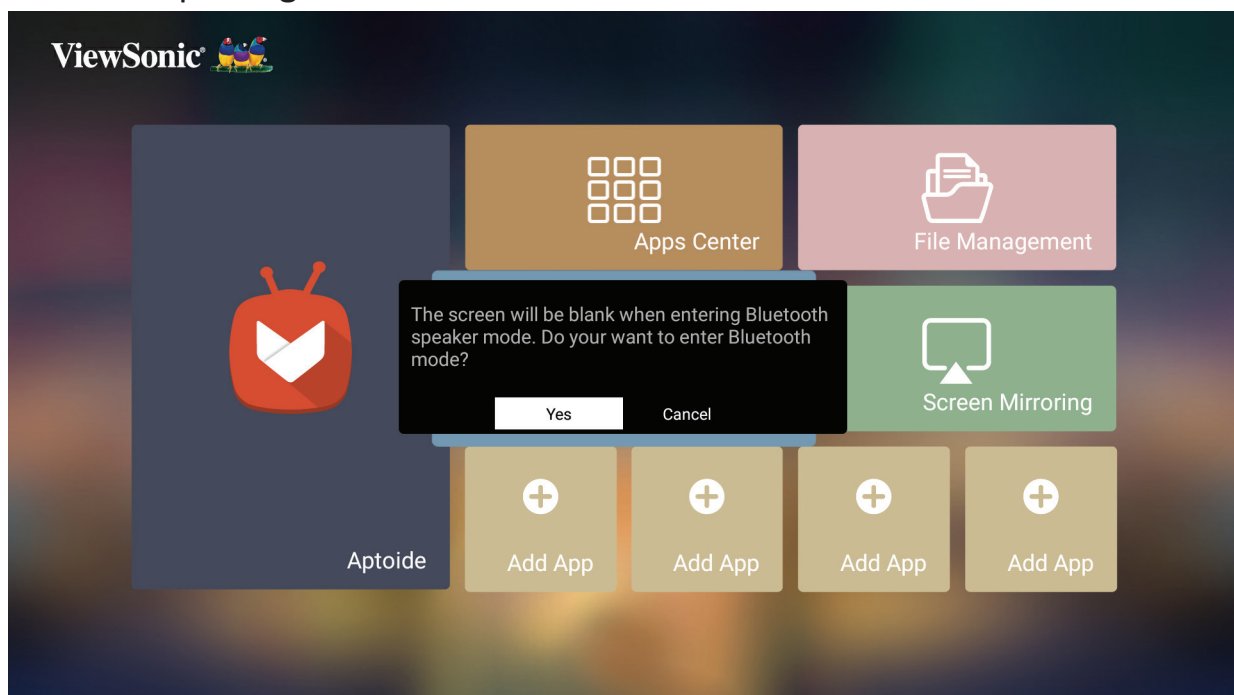 ViewSonic®
Apps Center
File Management
The screen will be blank when entering Bluetooth
speaker mode. Do your want to enter Bluetooth
mode?
Yes
Cancel
Screen Mirroring
Aptoide
Add App
Add App
Add App
Add App